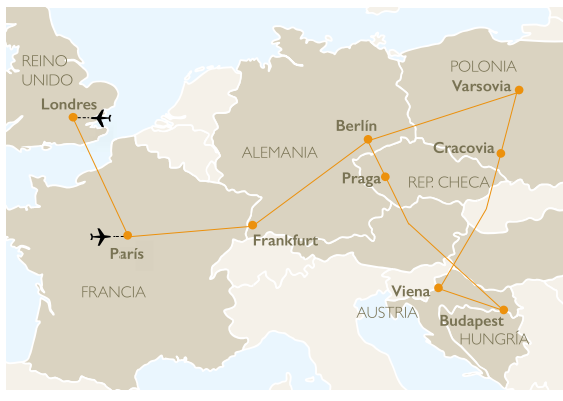 REINO
UNIDO
Londres
POLONIA
Varsovia
Berlín
ALEMANIA
Cracovia
Praga
REP. CHECA
París
Frankfurt
FRANCIA
Viena
AUSTRIA
Budapest
HUNGRÍA